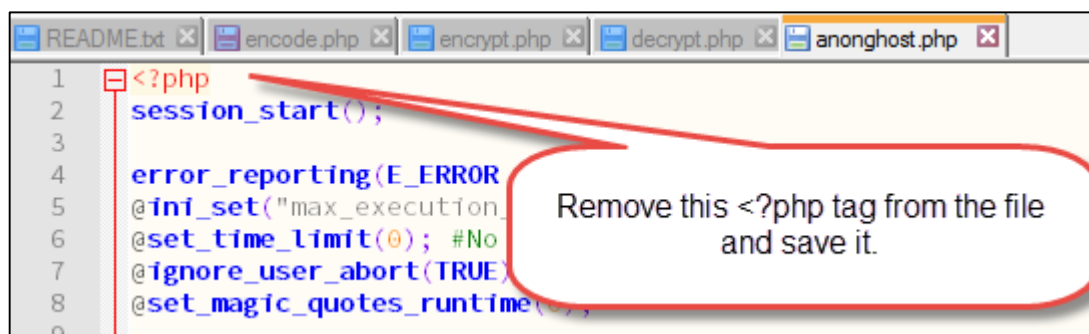 README.txt encode.php encrypt.php decrypt.php anonghost.php
1 <?php
2 session_start();
3
4 error_reporting(E_ERROR
5 @ini_set("max_execution_
6 @set_time_limit(0); #No
7 @ignore_user_abort(TRUE)
8 @set_magic_quotes_runtime(
Remove this <?php tag from the file
and save it.